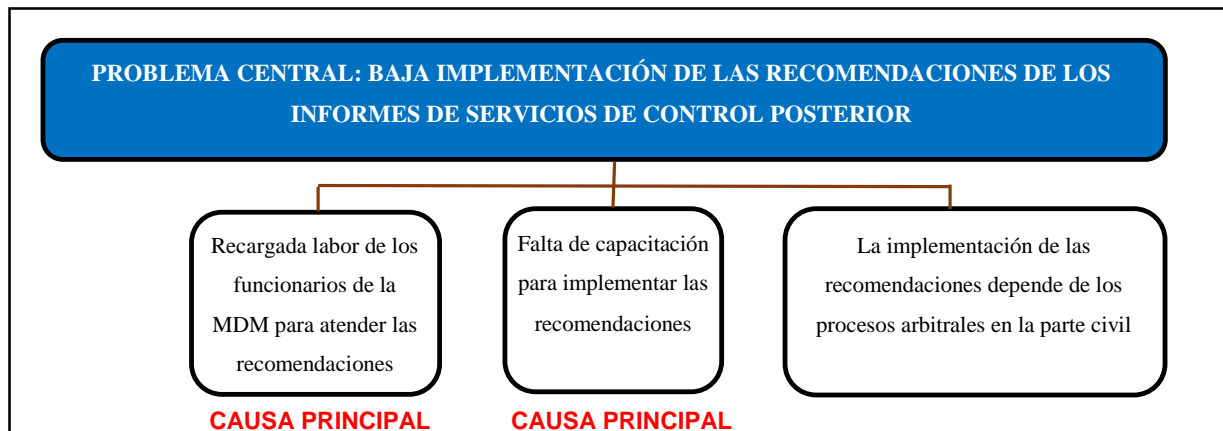 PROBLEMA CENTRAL: BAJA IMPLEMENTACIÓN DE LAS RECOMENDACIONES DE LOS
INFORMES DE SERVICIOS DE CONTROL POSTERIOR
Recargada labor de los
funcionarios de la
MDM para atender las
recomendaciones
CAUSA PRINCIPAL
Falta de capacitación
para implementar las
recomendaciones
CAUSA PRINCIPAL
La implementación de las
recomendaciones depende de los
procesos arbitrales en la parte civil